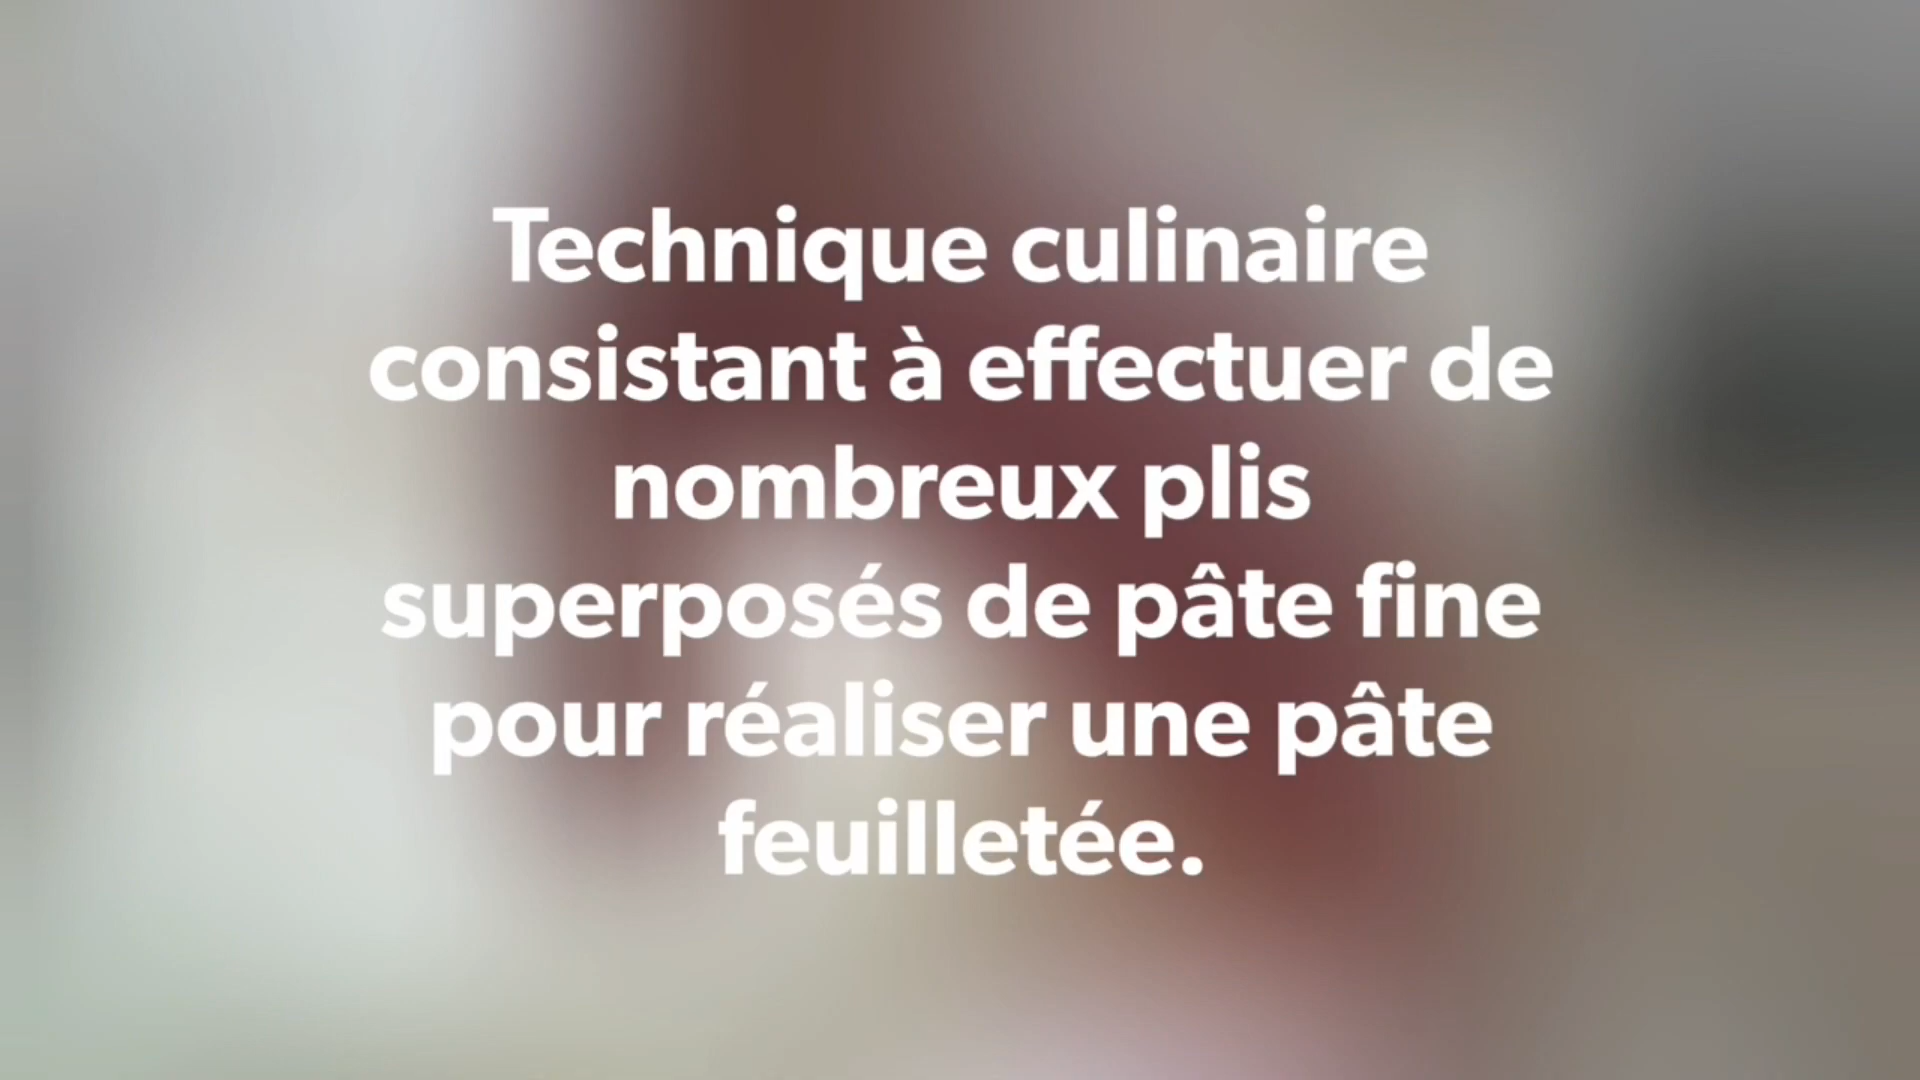 Technique culinaire
consistant à effectuer de
nombreux plis
superposés de pâte fine
pour réaliser une pâte
feuilletée.